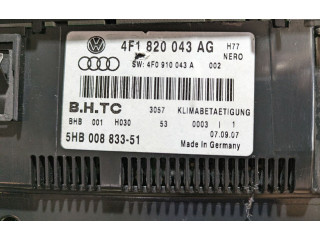 4F1 820 043 AG H77
SW: 4F0 910 043 A 002 NERO
B.H.TC 3057 KLIMABETAETIGUNG
BHB 001 H030 53 0003 | 1
07.09.07
5HB 008 833-51 Made in Germany